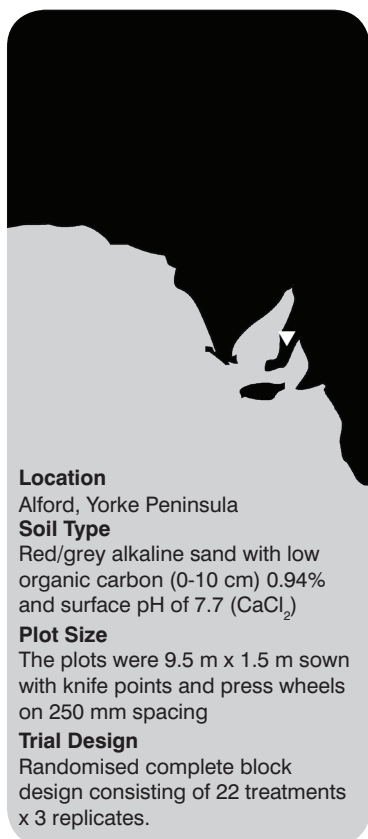 Location
Alford, Yorke Peninsula
Soil Type
Red/grey alkaline sand with low
organic carbon (0-10 cm) 0.94%
and surface pH of 7.7 (CaCl₂)
Plot Size
The plots were 9.5 m x 1.5 m sown
with knife points and press wheels
on 250 mm spacing
Trial Design
Randomised complete block
design consisting of 22 treatments
x 3 replicates.